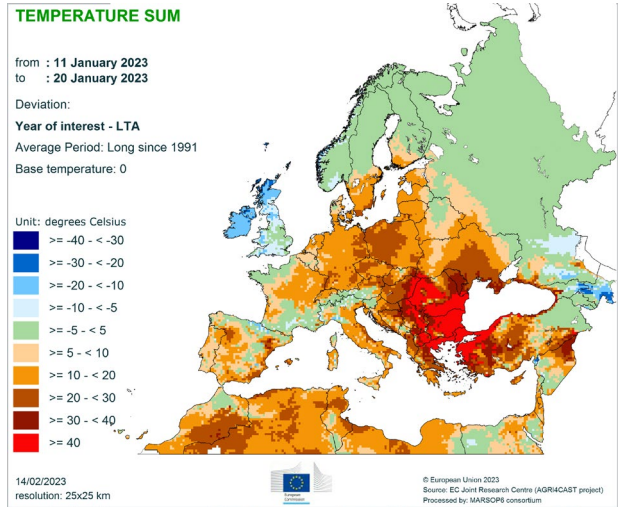 TEMPERATURE SUM
from : 11 January 2023
to : 20 January 2023
Deviation:
Year of interest - LTA
Average Period: Long since 1991
Base temperature: 0
Unit: degrees Celsius
>= -40 - < -30
>= -30 - < -20
>= -20 - < -10
>= -10 - < -5
>= -5 - < 5
>= 5 - < 10
>= 10 - < 20
>= 20 - < 30
>= 30 - < 40
>= 40
14/02/2023
resolution: 25x25 km
European
Commission
© European Union 2023
Source: EC Joint Research Centre (AGRI4CAST project)
Processed by: MARSOP6 consortium